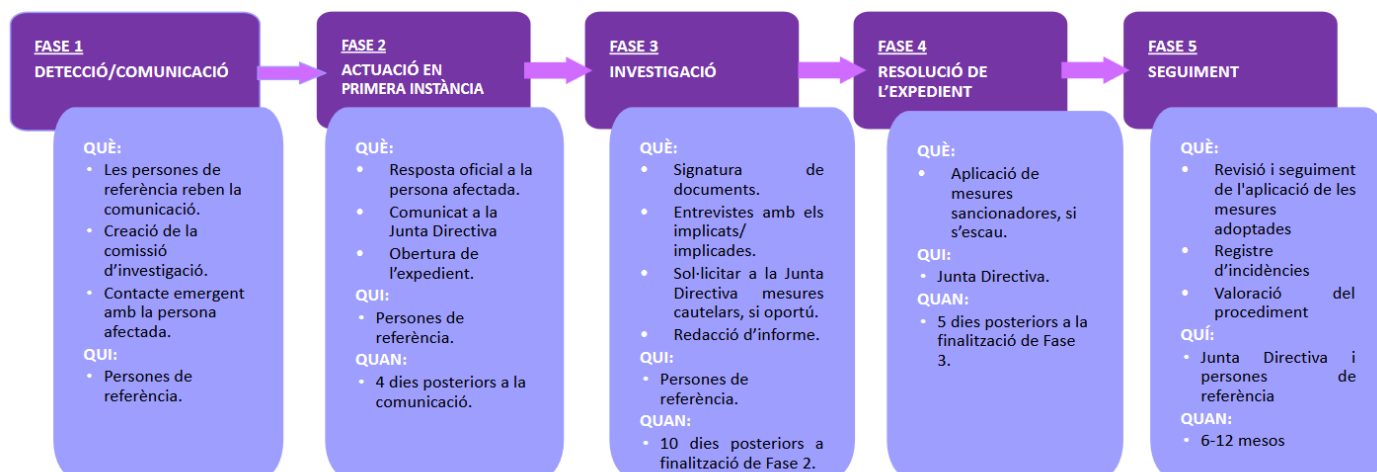 FASE 1
DETECCIÓ/COMUNICACIÓ
QUÈ:
• Les persones de
referència reben la
comunicació.
• Creació de la
comissió
d’investigació.
• Contacte emergent
amb la persona
afectada.
QUI:
• Persones de
referència.
FASE 2
ACTUACIÓ EN
PRIMERA INSTÀNCIA
QUÈ:
• Resposta oficial a la
persona afectada.
• Comunicat a la
Junta Directiva
• Obertura de
l’expedient.
QUI:
• Persones de
referència.
QUAN:
• 4 dies posteriors a la
comunicació.
FASE 3
INVESTIGACIÓ
QUÈ:
• Signatura de
documents.
• Entrevistes amb els
implicats/
implicades.
• Sol·licitar a la Junta
Directiva mesures
cautelars, si oportú.
• Redacció d’informe.
QUI:
• Persones de
referència.
QUAN:
• 10 dies posteriors a
finalització de Fase 2.
FASE 4
RESOLUCIÓ DE
L’EXPEDIENT
QUÈ:
• Aplicació de
mesures
sancionadores, si
s’escau.
QUI:
• Junta Directiva.
QUAN:
• 5 dies posteriors a la
finalització de Fase
3.
FASE 5
SEGUIMENT
QUÈ:
• Revisió i seguiment
de l'aplicació de les
mesures
adoptades
• Registre
d’incidències
• Valoració del
procediment
QUÍ:
• Junta Directiva i
persones de
referència
QUAN:
• 6-12 mesos